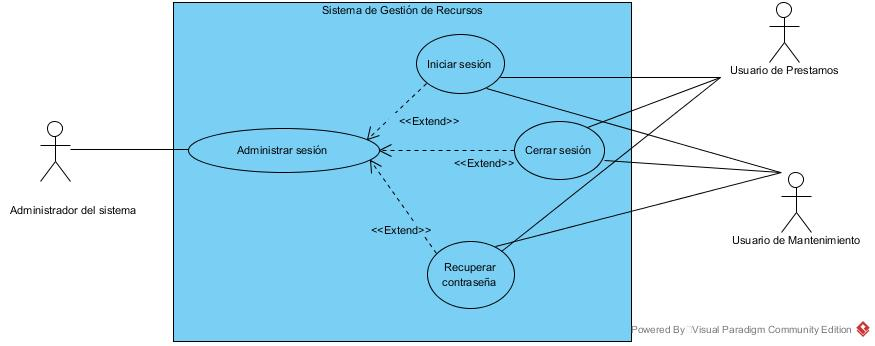 Sistema de Gestión de Recursos
Iniciar sesión
Usuario de Prestamos
<<Extend>>
Administrar sesión
Cerrar sesión
<<Extend>>
Administrador del sistema
Usuario de Mantenimiento
<<Extend>>
Recuperar
contraseña
Powered By Visual Paradigm Community Edition